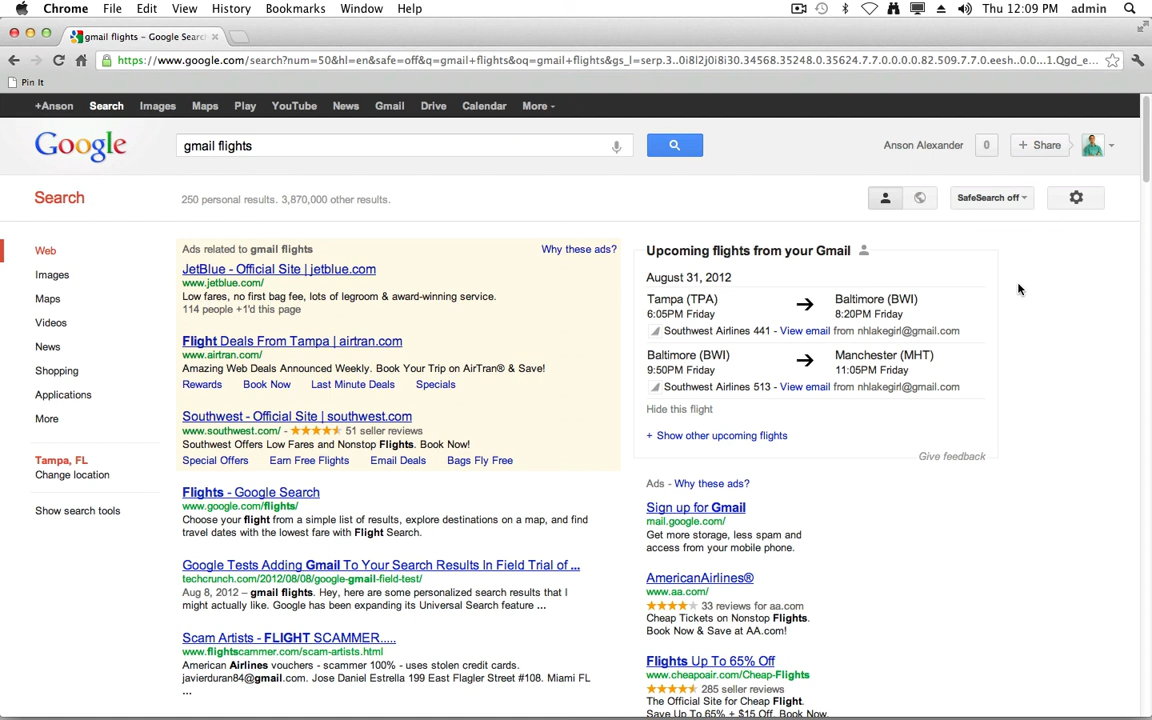 Chrome File Edit View History Bookmarks Window Help Thu 12:09 PM admin
gmail flights – Google Searc
https://www.google.com/search?num=50&hl=en&safe=off&q=gmail+flights&oq=gmail+flights&gs_l=serp.3..0i8l2j0i8i30.34568.35248.0.35624.7.7.0.0.0.0.82.509.7.7.0.eesh..0.0...1.Qgd_e...
Pin It
+Anson Search Images Maps Play YouTube News Gmail Drive Calendar More
Google gmail flights Anson Alexander 0 + Share
Search 250 personal results. 3,870,000 other results. SafeSearch off
Web
Images
Maps
Videos
News
Shopping
Applications
More
Tampa, FL
Change location
Show search tools
Ads related to gmail flights Why these ads?
JetBlue - Official Site | jetblue.com
www.jetblue.com/
Low fares, no first bag fee, lots of legroom & award-winning service.
114 people +1'd this page
Flight Deals From Tampa | airtran.com
www.airtran.com/
Amazing Web Deals Announced Weekly. Book Your Trip on AirTran® & Save!
Rewards Book Now Last Minute Deals Specials
Southwest - Official Site | southwest.com
www.southwest.com/ - 51 seller reviews
Southwest Offers Low Fares and Nonstop Flights. Book Now!
Special Offers Earn Free Flights Email Deals Bags Fly Free
Flights - Google Search
www.google.com/flights/
Choose your flight from a simple list of results, explore destinations on a map, and find
travel dates with the lowest fare with Flight Search.
Google Tests Adding Gmail To Your Search Results In Field Trial of ...
techcrunch.com/2012/08/08/google-gmail-field-test/
Aug 8, 2012 – gmail flights. Hey, here are some personalized search results that I
might actually like. Google has been expanding its Universal Search feature ...
Scam Artists - FLIGHT SCAMMER.....
www.flightscammer.com/scam-artists.html
American Airlines vouchers - scammer 100% - uses stolen credit cards.
javierduran84@gmail.com. Jose Daniel Estrella 199 East Flagler Street #108. Miami FL
...
Upcoming flights from your Gmail
August 31, 2012
Tampa (TPA) Baltimore (BWI)
6:05PM Friday 8:20PM Friday
Southwest Airlines 441 - View email from nhlakegirl@gmail.com
Baltimore (BWI) Manchester (MHT)
9:50PM Friday 11:05PM Friday
Southwest Airlines 513 - View email from nhlakegirl@gmail.com
Hide this flight
+ Show other upcoming flights
Give feedback
Ads - Why these ads?
Sign up for Gmail
mail.google.com/
Get more storage, less spam and
access from your mobile phone.
AmericanAirlines®
www.aa.com/
33 reviews for aa.com
Cheap Tickets on Nonstop Flights.
Book Now & Save at AA.com!
Flights Up To 65% Off
www.cheapoair.com/Cheap-Flights
285 seller reviews
The Official Site for Cheap Flight.
Save Up To 65% + $15 Off. Book Now.